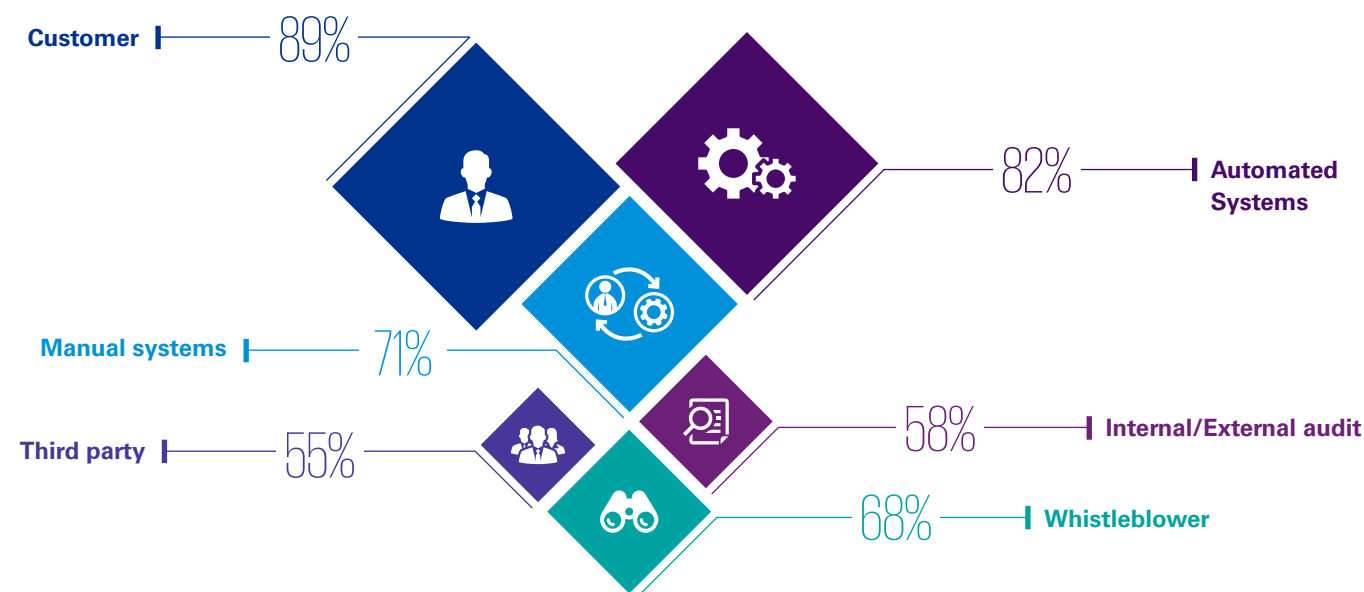 Customer 89%
82% Automated
Systems
Manual systems 71%
58% Internal/External audit
Third party 55%
68% Whistleblower